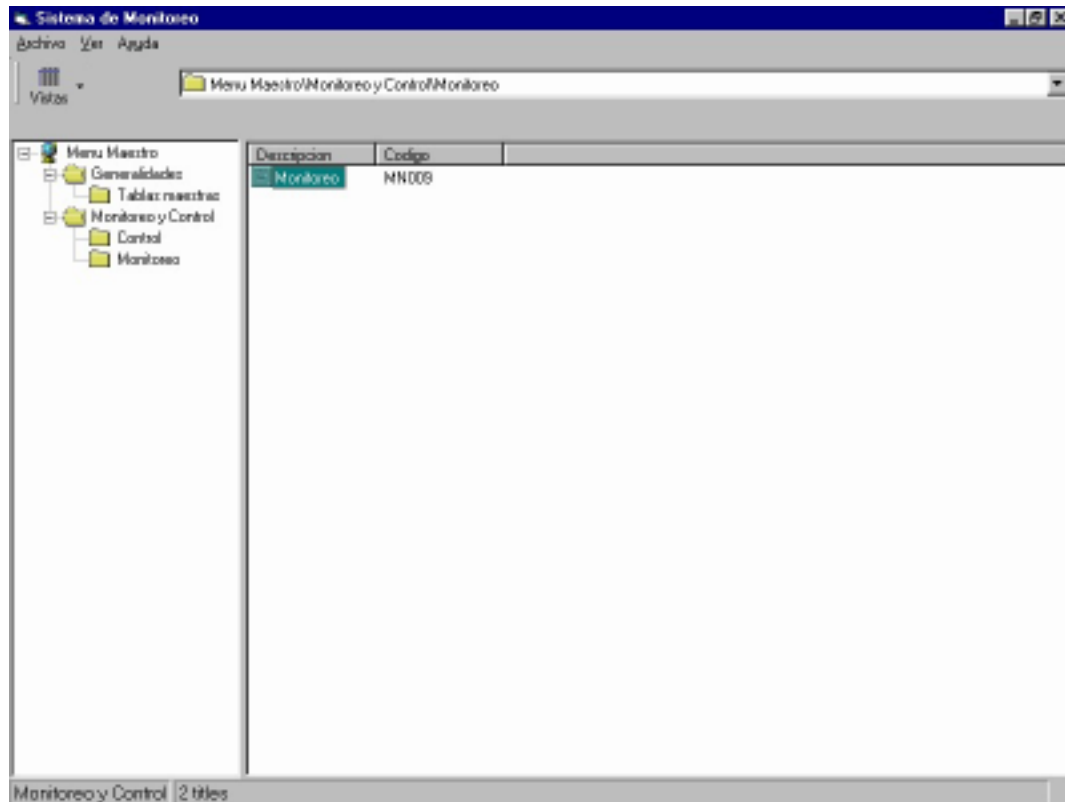 Sistema de Monitoreo
Archivo Ver Ayuda
Vistas
Menu Maestro\Monitoreo y Control\Monitoreo
Menu Maestro
Generalidades
Tablas maestras
Monitoreo y Control
Control
Monitoreo
Descripcion Codigo
Monitoreo MN009
Monitoreo y Control 2 titles